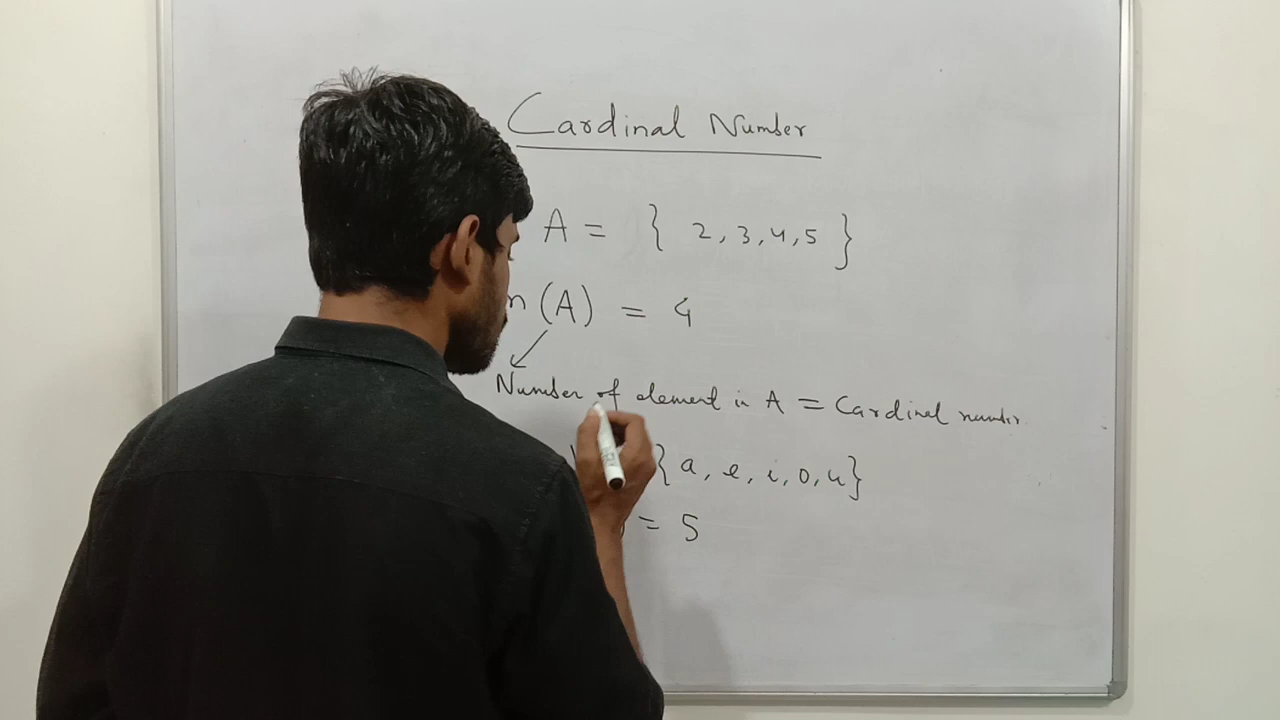 Cardinal Number
A = { 2, 3, 4, 5 }
n (A) = 4
Number of element in A = Cardinal number
{ a, e, i, o, u }
) = 5